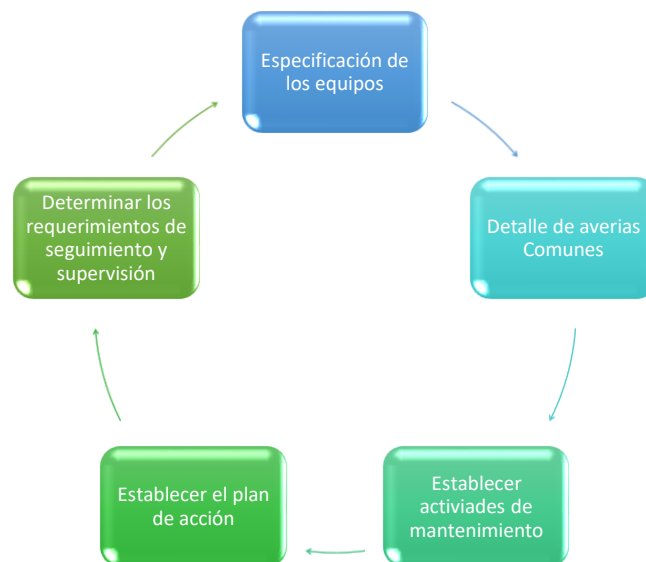 Especificación de
los equipos
Detalle de averias
Comunes
Establecer
activiades de
mantenimiento
Establecer el plan
de acción
Determinar los
requerimientos de
seguimiento y
supervisión